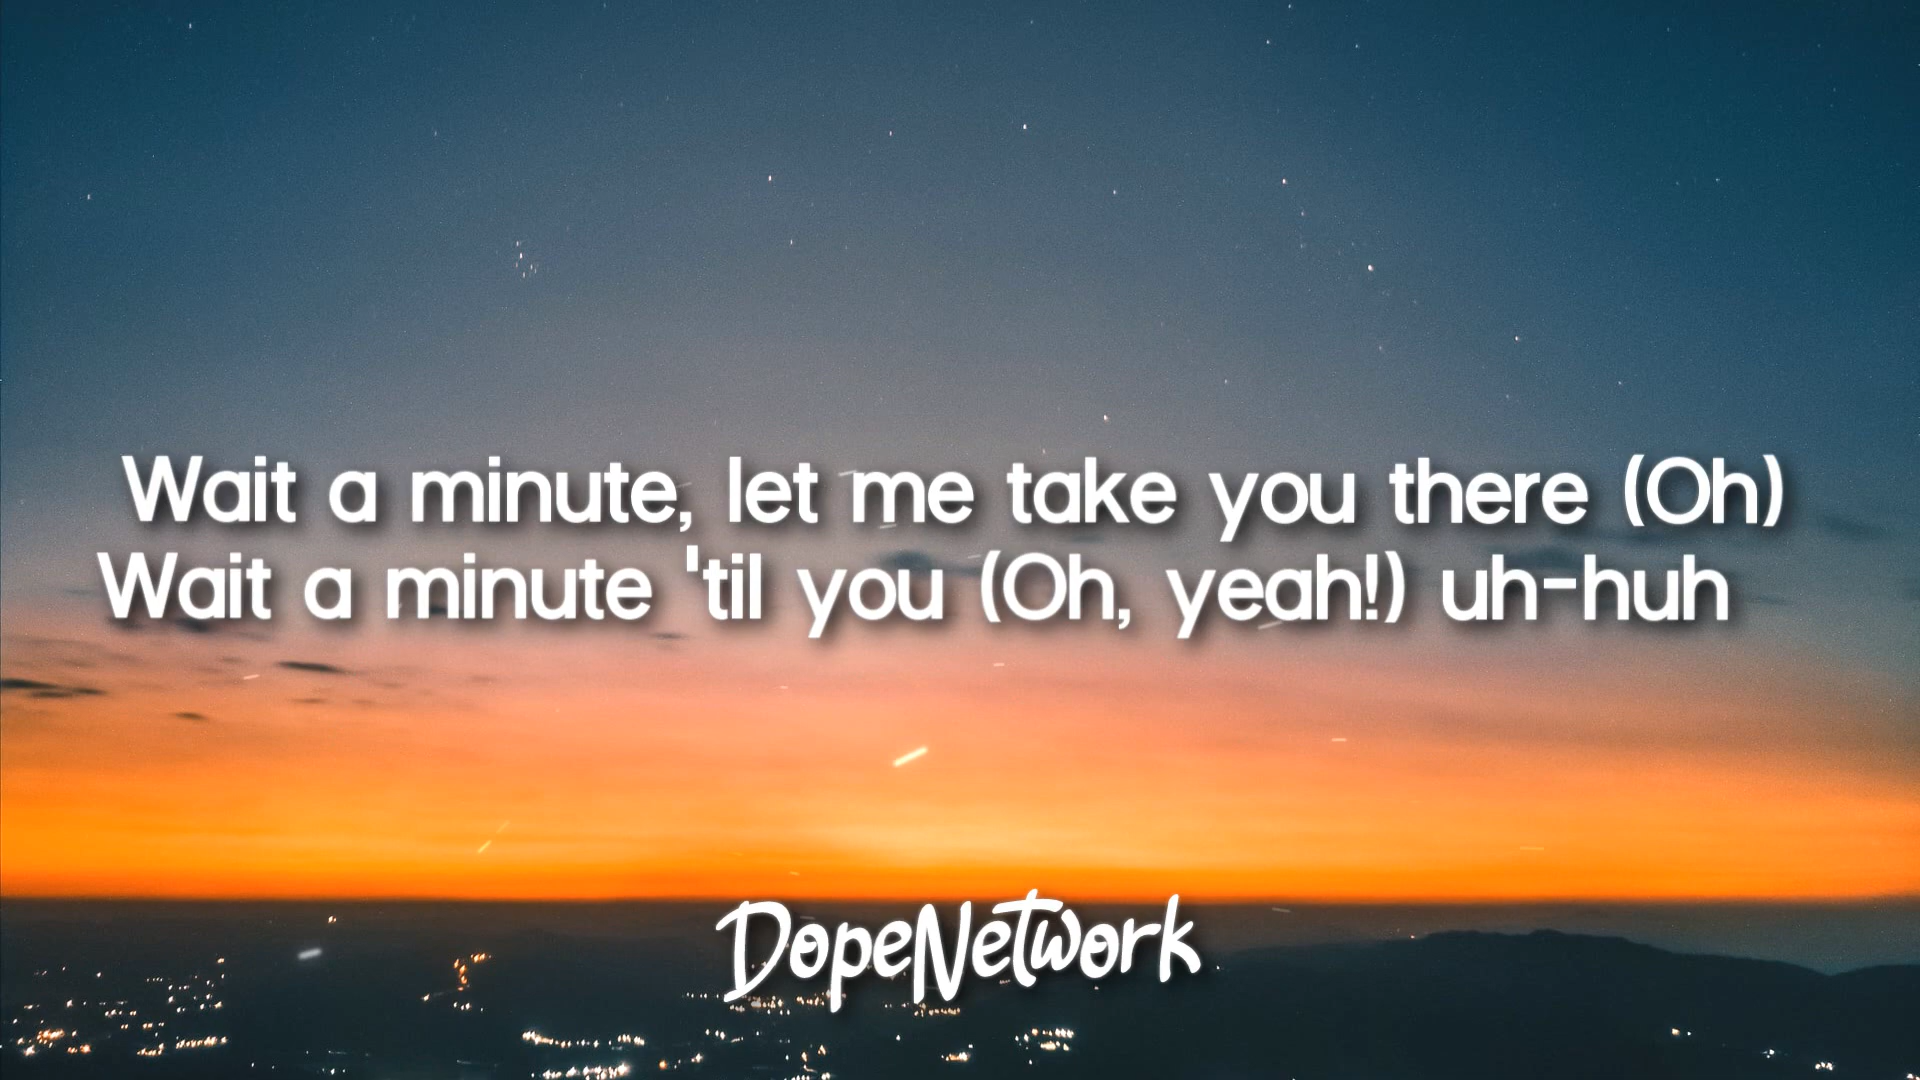 Wait a minute, let me take you there (Oh)
Wait a minute 'til you (Oh, yeah!) uh-huh
DopeNetwork